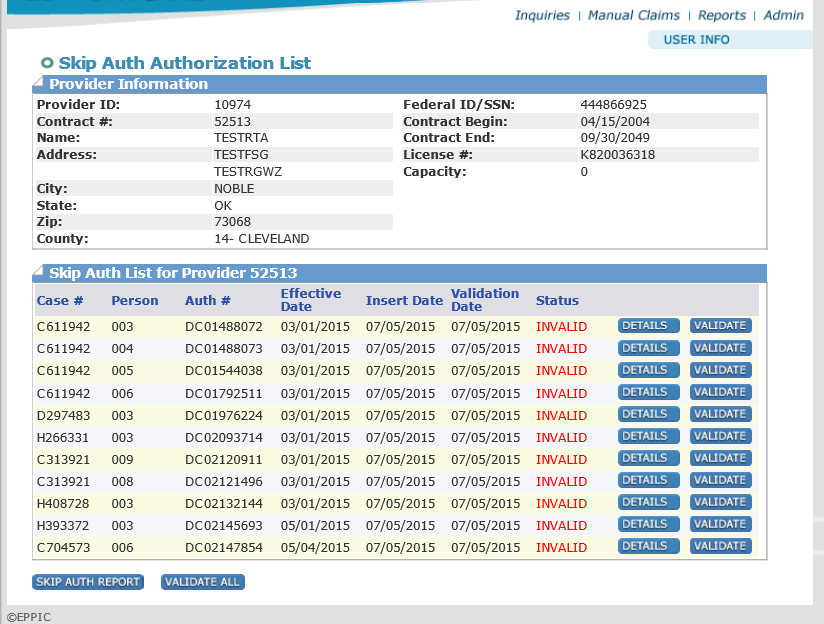 Inquiries | Manual Claims | Reports | Admin
USER INFO
Skip Auth Authorization List
Provider Information
Provider ID: 10974 Federal ID/SSN: 444866925
Contract #: 52513 Contract Begin: 04/15/2004
Name: TESTRTA Contract End: 09/30/2049
Address: TESTFSG License #: K820036318
TESTRGWZ Capacity: 0
City: NOBLE
State: OK
Zip: 73068
County: 14- CLEVELAND
Skip Auth List for Provider 52513
Case # Person Auth # Effective Date Insert Date Validation Date Status
C611942 003 DC01488072 03/01/2015 07/05/2015 07/05/2015 INVALID DETAILS VALIDATE
C611942 004 DC01488073 03/01/2015 07/05/2015 07/05/2015 INVALID DETAILS VALIDATE
C611942 005 DC01544038 03/01/2015 07/05/2015 07/05/2015 INVALID DETAILS VALIDATE
C611942 006 DC01792511 03/01/2015 07/05/2015 07/05/2015 INVALID DETAILS VALIDATE
D297483 003 DC01976224 03/01/2015 07/05/2015 07/05/2015 INVALID DETAILS VALIDATE
H266331 003 DC02093714 03/01/2015 07/05/2015 07/05/2015 INVALID DETAILS VALIDATE
C313921 009 DC02120911 03/01/2015 07/05/2015 07/05/2015 INVALID DETAILS VALIDATE
C313921 008 DC02121496 03/01/2015 07/05/2015 07/05/2015 INVALID DETAILS VALIDATE
H408728 003 DC02132144 03/01/2015 07/05/2015 07/05/2015 INVALID DETAILS VALIDATE
H393372 003 DC02145693 05/01/2015 07/05/2015 07/05/2015 INVALID DETAILS VALIDATE
C704573 006 DC02147854 05/04/2015 07/05/2015 07/05/2015 INVALID DETAILS VALIDATE
SKIP AUTH REPORT VALIDATE ALL
©EPPIC